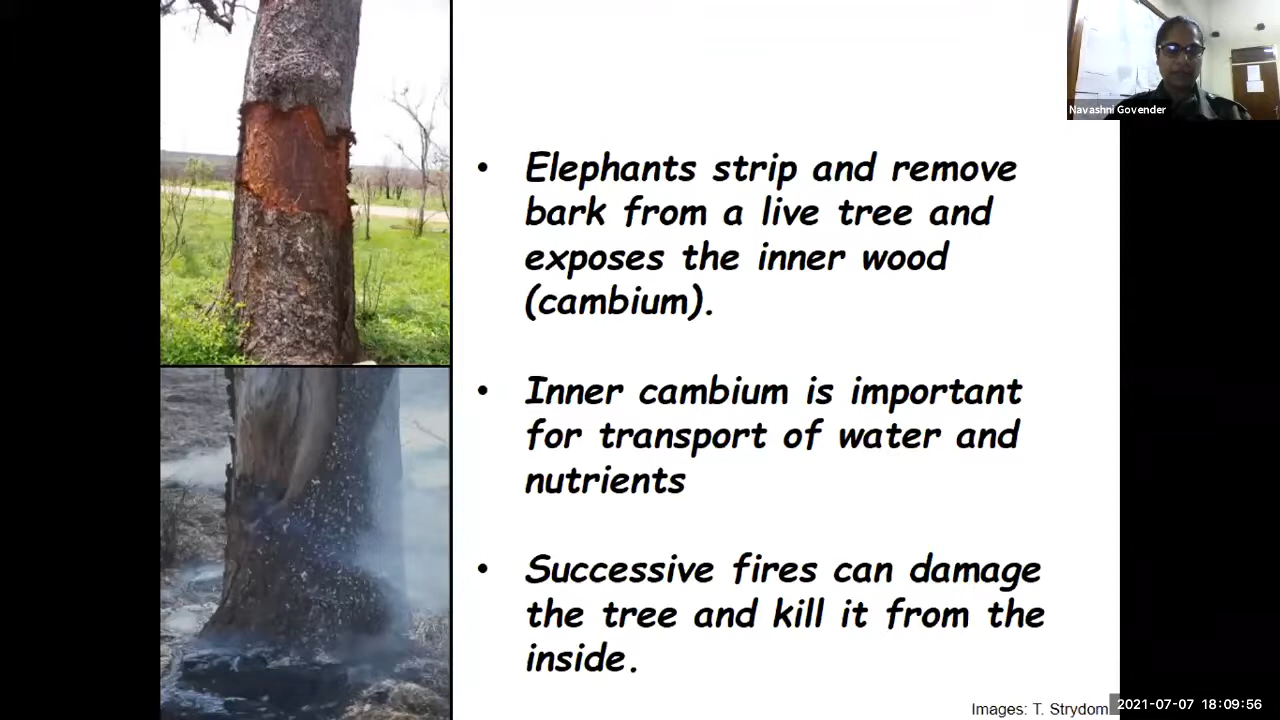 Navashni Govender
• Elephants strip and remove
bark from a live tree and
exposes the inner wood
(cambium).
• Inner cambium is important
for transport of water and
nutrients
• Successive fires can damage
the tree and kill it from the
inside.
Images: T. Strydom
2021-07-07 18:09:56